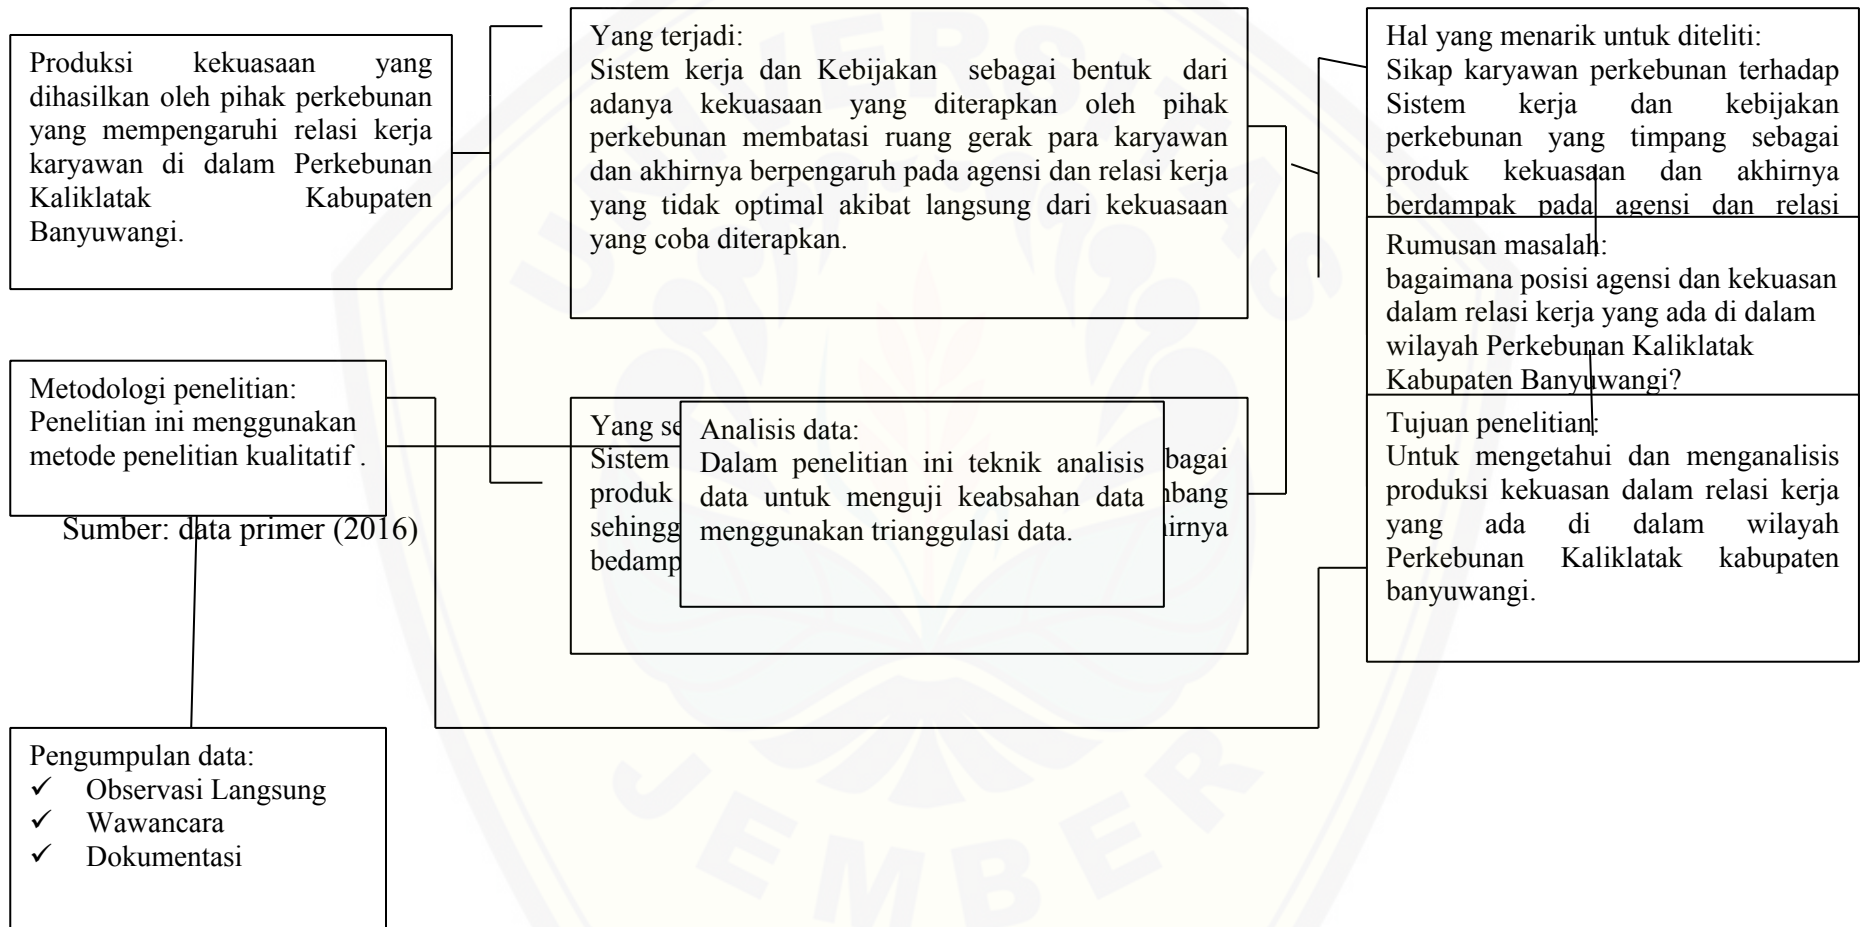 Produksi kekuasaan yang
dihasilkan oleh pihak perkebunan
yang mempengaruhi relasi kerja
karyawan di dalam Perkebunan
Kaliklatak Kabupaten
Banyuwangi.
Yang terjadi:
Sistem kerja dan Kebijakan sebagai bentuk dari
adanya kekuasaan yang diterapkan oleh pihak
perkebunan membatasi ruang gerak para karyawan
dan akhirnya berpengaruh pada agensi dan relasi kerja
yang tidak optimal akibat langsung dari kekuasaan
yang coba diterapkan.
Hal yang menarik untuk diteliti:
Sikap karyawan perkebunan terhadap
Sistem kerja dan kebijakan
perkebunan yang timpang sebagai
produk kekuasaan dan akhirnya
berdampak pada agensi dan relasi
Rumusan masalah:
bagaimana posisi agensi dan kekuasan
dalam relasi kerja yang ada di dalam
wilayah Perkebunan Kaliklatak
Kabupaten Banyuwangi?
Tujuan penelitian:
Untuk mengetahui dan menganalisis
produksi kekuasan dalam relasi kerja
yang ada di dalam wilayah
Perkebunan Kaliklatak kabupaten
banyuwangi.
Metodologi penelitian:
Penelitian ini menggunakan
metode penelitian kualitatif .
Yang
Sistem
produk
Analisis data:
Dalam penelitian ini teknik analisis
data untuk menguji keabsahan data
menggunakan trianggulasi data.
Sumber: data primer (2016)
Pengumpulan data:
✓ Observasi Langsung
✓ Wawancara
✓ Dokumentasi
UNIVERSITAS
JEMBER